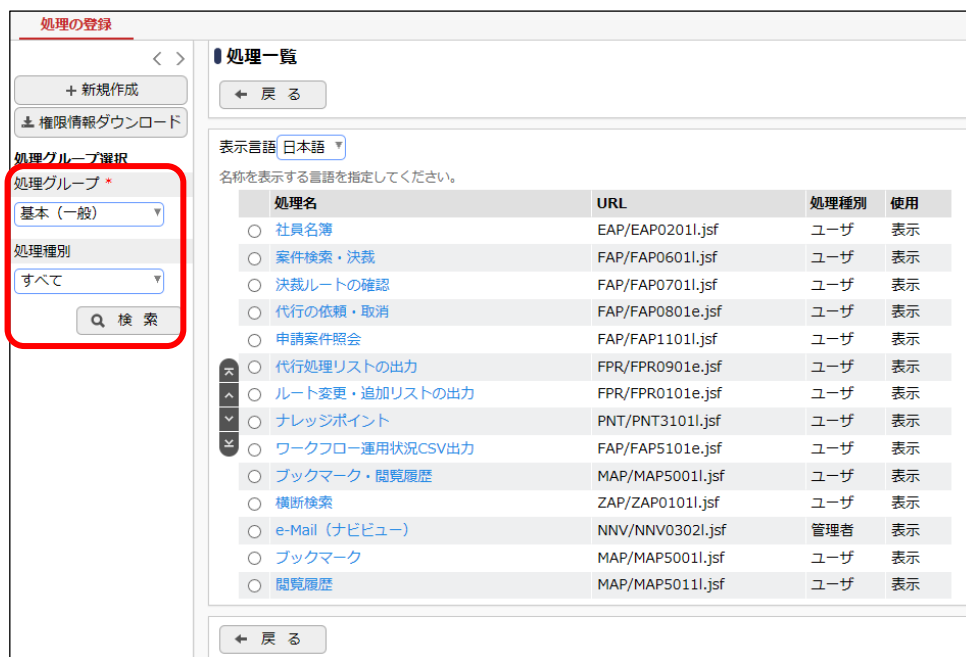 処理の登録
+ 新規作成
権限情報ダウンロード
処理グループ選択
処理グループ *
基本（一般）
処理種別
すべて
検 索
処理一覧
← 戻 る
表示言語 日本語
名称を表示する言語を指定してください。
処理名 URL 処理種別 使用
社員名簿 EAP/EAP0201l.jsf ユーザ 表示
案件検索・決裁 FAP/FAP0601l.jsf ユーザ 表示
決裁ルートの確認 FAP/FAP0701l.jsf ユーザ 表示
代行の依頼・取消 FAP/FAP0801e.jsf ユーザ 表示
申請案件照会 FAP/FAP1101l.jsf ユーザ 表示
代行処理リストの出力 FPR/FPR0901e.jsf ユーザ 表示
ルート変更・追加リストの出力 FPR/FPR0101e.jsf ユーザ 表示
ナレッジポイント PNT/PNT3101l.jsf ユーザ 表示
ワークフロー運用状況CSV出力 FAP/FAP5101e.jsf ユーザ 表示
ブックマーク・閲覧履歴 MAP/MAP5001l.jsf ユーザ 表示
横断検索 ZAP/ZAP0101l.jsf ユーザ 表示
e-Mail（ナビビュー） NNV/NNV0302l.jsf 管理者 表示
ブックマーク MAP/MAP5001l.jsf ユーザ 表示
閲覧履歴 MAP/MAP5011l.jsf ユーザ 表示
← 戻 る